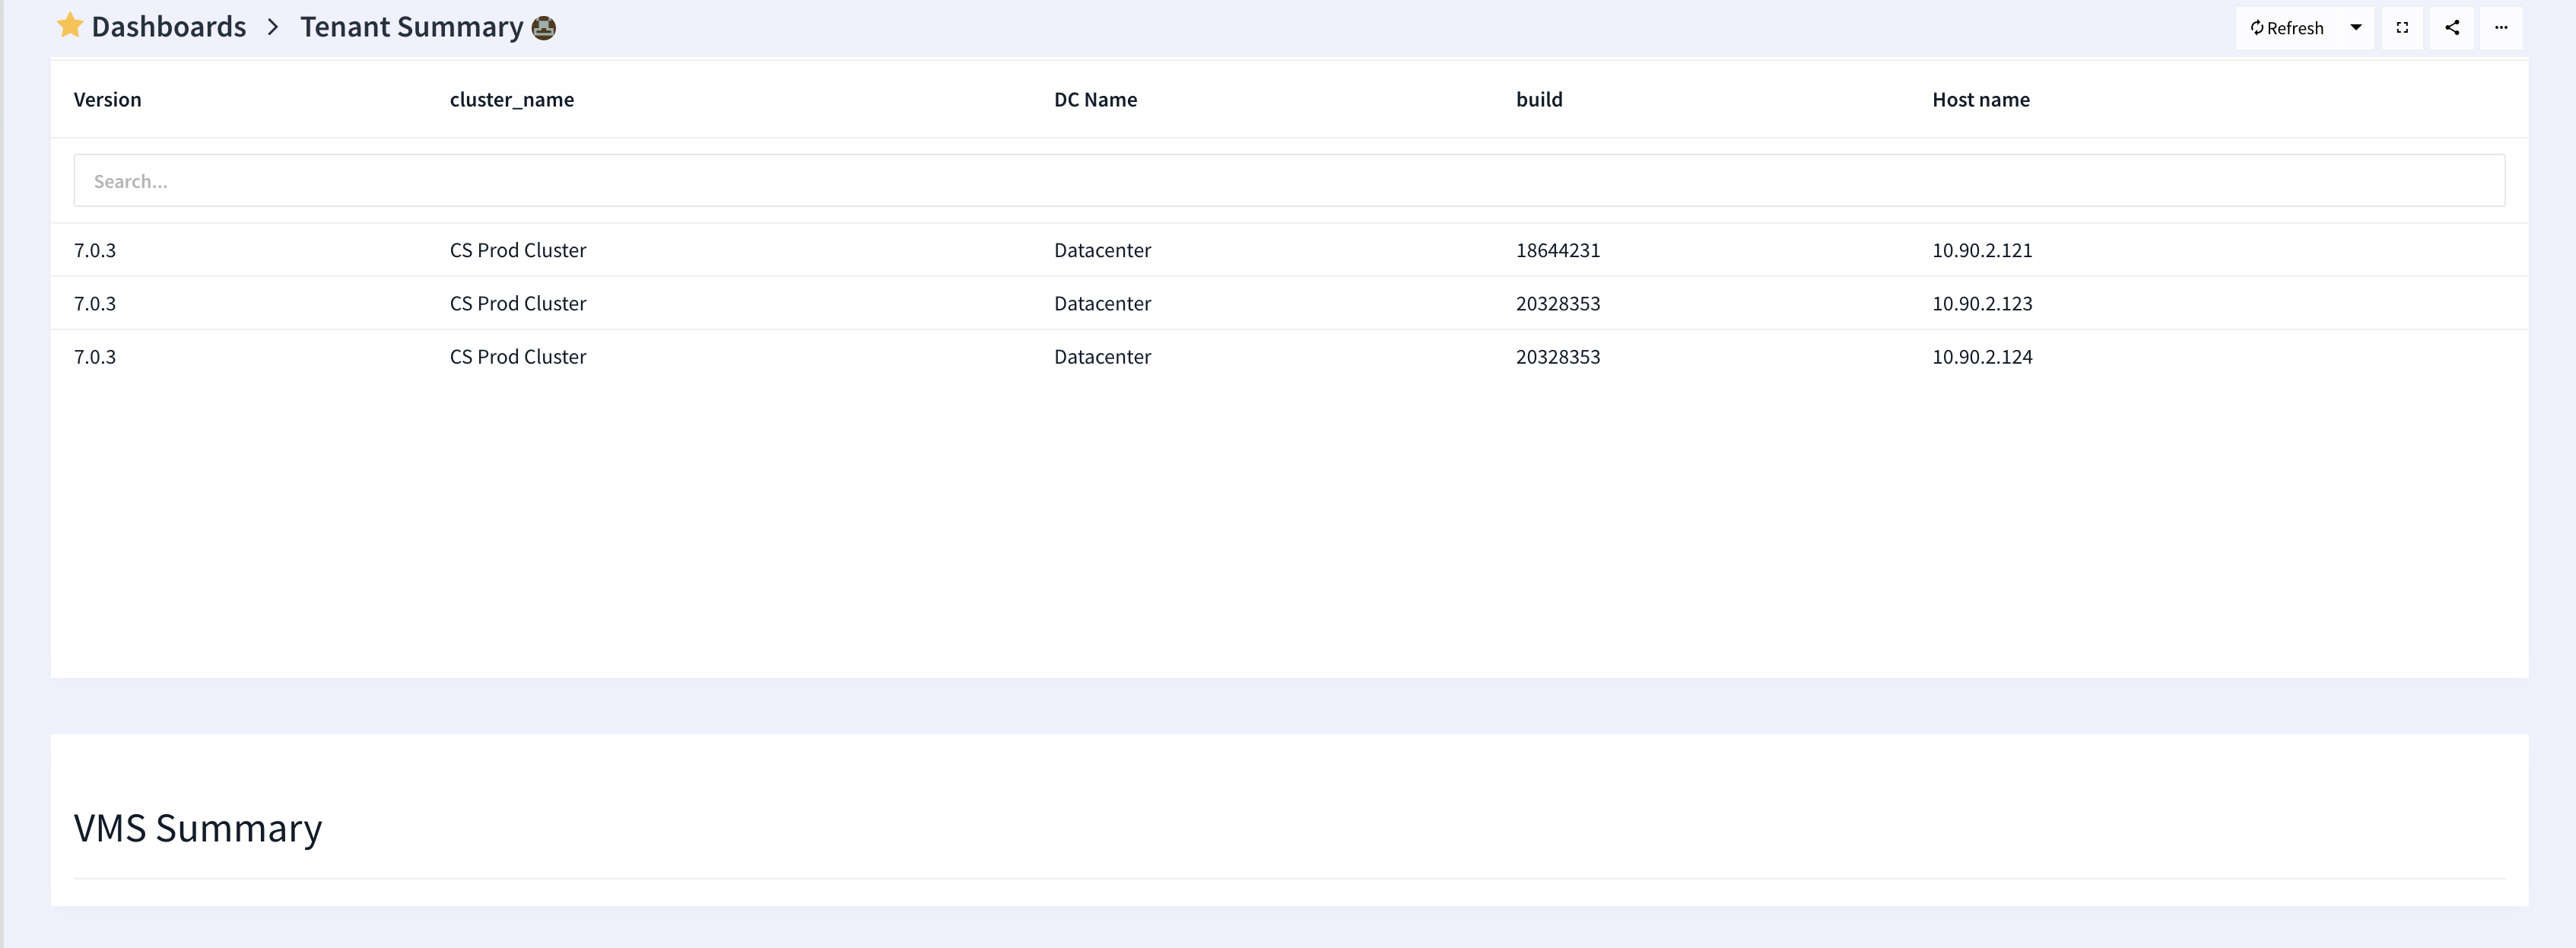 Dashboards > Tenant Summary
Refresh
Version cluster_name DC Name build Host name
Search...
7.0.3 CS Prod Cluster Datacenter 18644231 10.90.2.121
7.0.3 CS Prod Cluster Datacenter 20328353 10.90.2.123
7.0.3 CS Prod Cluster Datacenter 20328353 10.90.2.124
VMS Summary